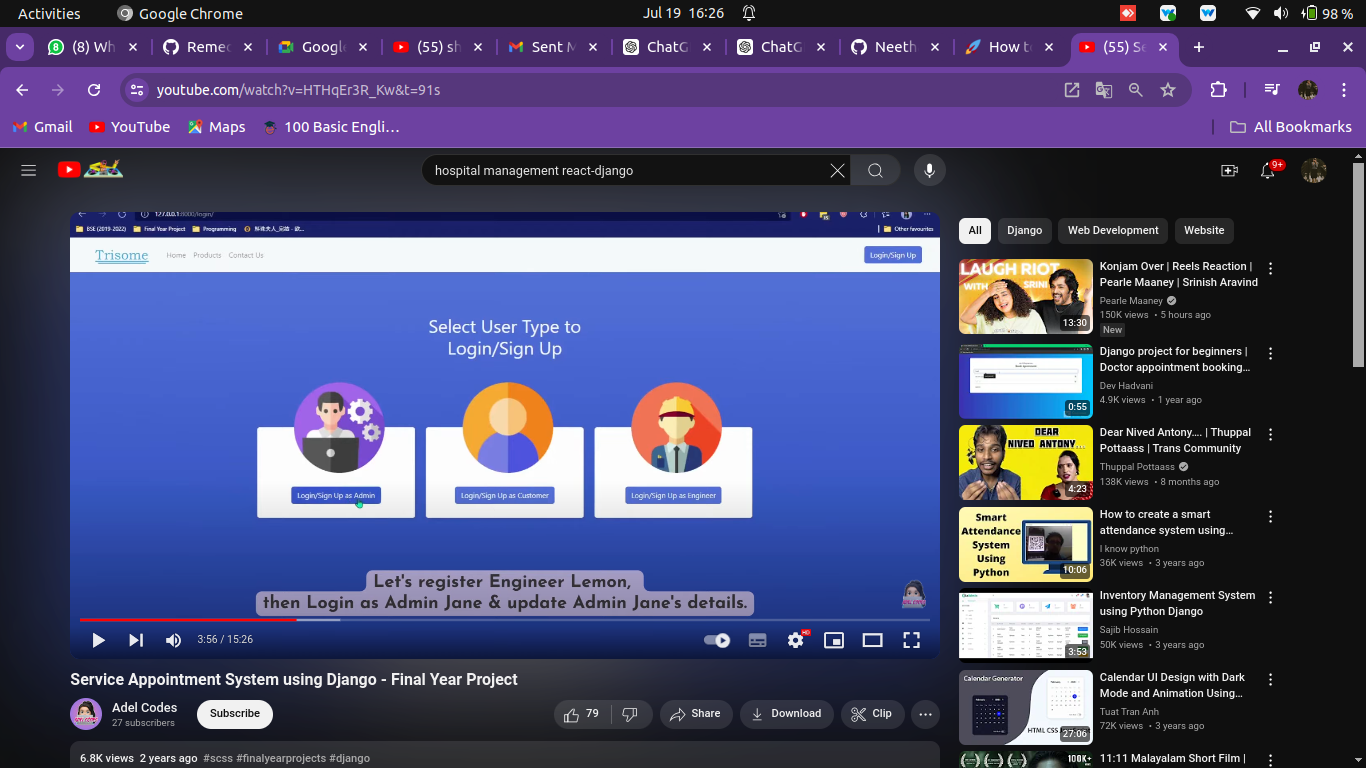 Activities
Google Chrome
Jul 19 16:26
98 %
(8) Wh
Remec
Google
(55) sh
Sent M
ChatG
ChatG
Neeth
How t
(55) Se
youtube.com/watch?v=HTHqEr3R_Kw&t=91s
Gmail
YouTube
Maps
100 Basic Engli…
All Bookmarks
hospital management react-django
9+
127.0.0.1:8000/login/
BSE (2019-2022)
Final Year Project
Programming
Other favourites
Trisome
Home
Products
Contact Us
Login/Sign Up
Select User Type to
Login/Sign Up
Login/Sign Up as Admin
Login/Sign Up as Customer
Login/Sign Up as Engineer
Let's register Engineer Lemon,
then Login as Admin Jane & update Admin Jane's details.
3:56 / 15:26
HD
Service Appointment System using Django - Final Year Project
Adel Codes
27 subscribers
Subscribe
79
Share
Download
Clip
6.8K views 2 years ago #scss #finalyearprojects #django
All
Django
Web Development
Website
LAUGH RIOT
WITH SRINI
13:30
Konjam Over | Reels Reaction |
Pearle Maaney | Srinish Aravind
Pearle Maaney
150K views • 5 hours ago
New
0:55
Django project for beginners |
Doctor appointment booking…
Dev Hadvani
4.9K views • 1 year ago
DEAR
NIVED ANTONY...
4:23
Dear Nived Antony.... | Thuppal
Pottaass | Trans Community
Thuppal Pottaass
138K views • 8 months ago
Smart
Attendance
System
Using
Python
10:06
How to create a smart
attendance system using…
I know python
36K views • 3 years ago
3:53
Inventory Management System
using Python Django
Sajib Hossain
50K views • 3 years ago
Calendar Generator
HTML CSS
27:06
Calendar UI Design with Dark
Mode and Animation Using…
Tuat Tran Anh
72K views • 3 years ago
100K+
11:11 Malayalam Short Film |